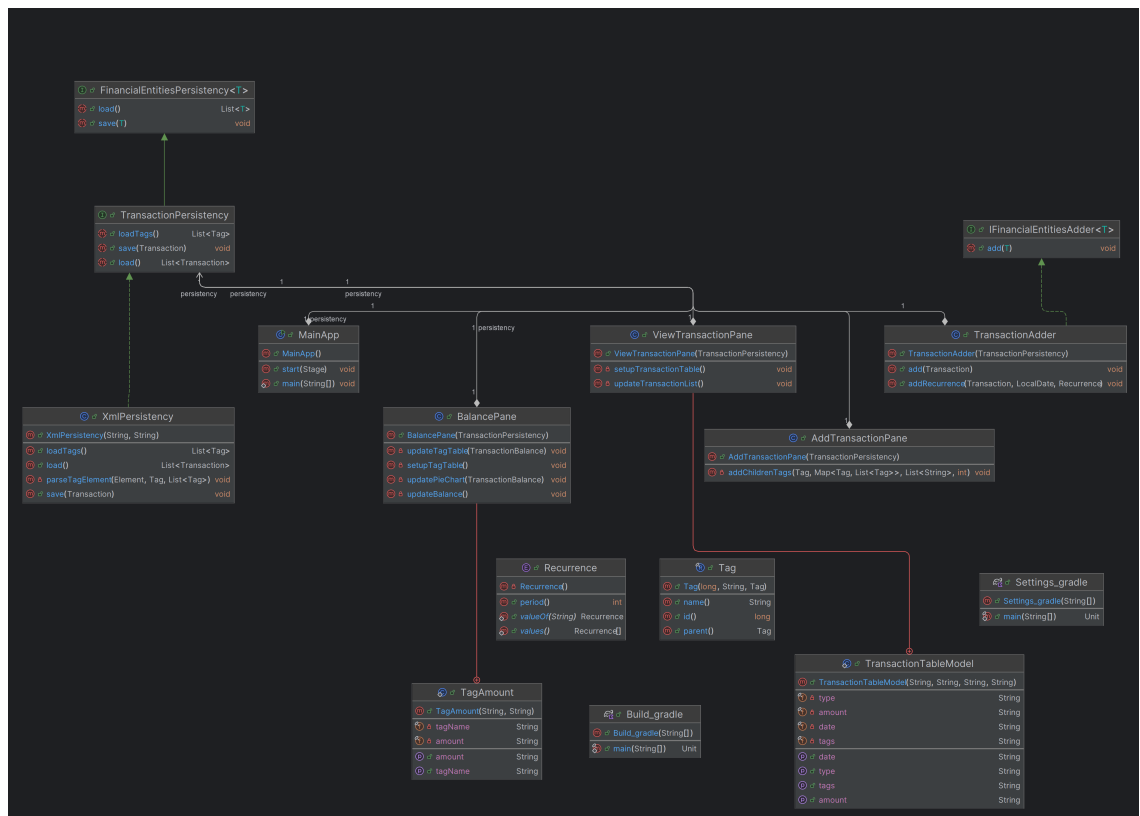 FinancialEntitiesPersistency<T>
load() List<T>
save(T) void
TransactionPersistency
loadTags() List<Tag>
save(Transaction) void
load() List<Transaction>
IFinancialEntitiesAdder<T>
add(T) void
1 1 1
persistency persistency persistency
1 1
1 persistency
1 persistency
1
1
1
1
MainApp
MainApp()
start(Stage) void
main(String[]) void
ViewTransactionPane
ViewTransactionPane(TransactionPersistency)
setupTransactionTable() void
updateTransactionList() void
TransactionAdder
TransactionAdder(TransactionPersistency)
add(Transaction) void
addRecurrence(Transaction, LocalDate, Recurrence) void
XmlPersistency
XmlPersistency(String, String)
loadTags() List<Tag>
load() List<Transaction>
parseTagElement(Element, Tag, List<Tag>) void
save(Transaction) void
BalancePane
BalancePane(TransactionPersistency)
updateTagTable(TransactionBalance) void
setupTagTable() void
updatePieChart(TransactionBalance) void
updateBalance() void
AddTransactionPane
AddTransactionPane(TransactionPersistency)
addChildrenTags(Tag, Map<Tag, List<Tag>>, List<String>, int) void
Recurrence
Recurrence()
period() int
valueOf(String) Recurrence
values() Recurrence[]
Tag
Tag(long, String, Tag)
name() String
id() long
parent() Tag
Settings_gradle
Settings_gradle(String[])
main(String[]) Unit
TagAmount
TagAmount(String, String)
tagName String
amount String
amount String
tagName String
Build_gradle
Build_gradle(String[])
main(String[]) Unit
TransactionTableModel
TransactionTableModel(String, String, String, String)
type String
amount String
date String
tags String
date String
type String
tags String
amount String